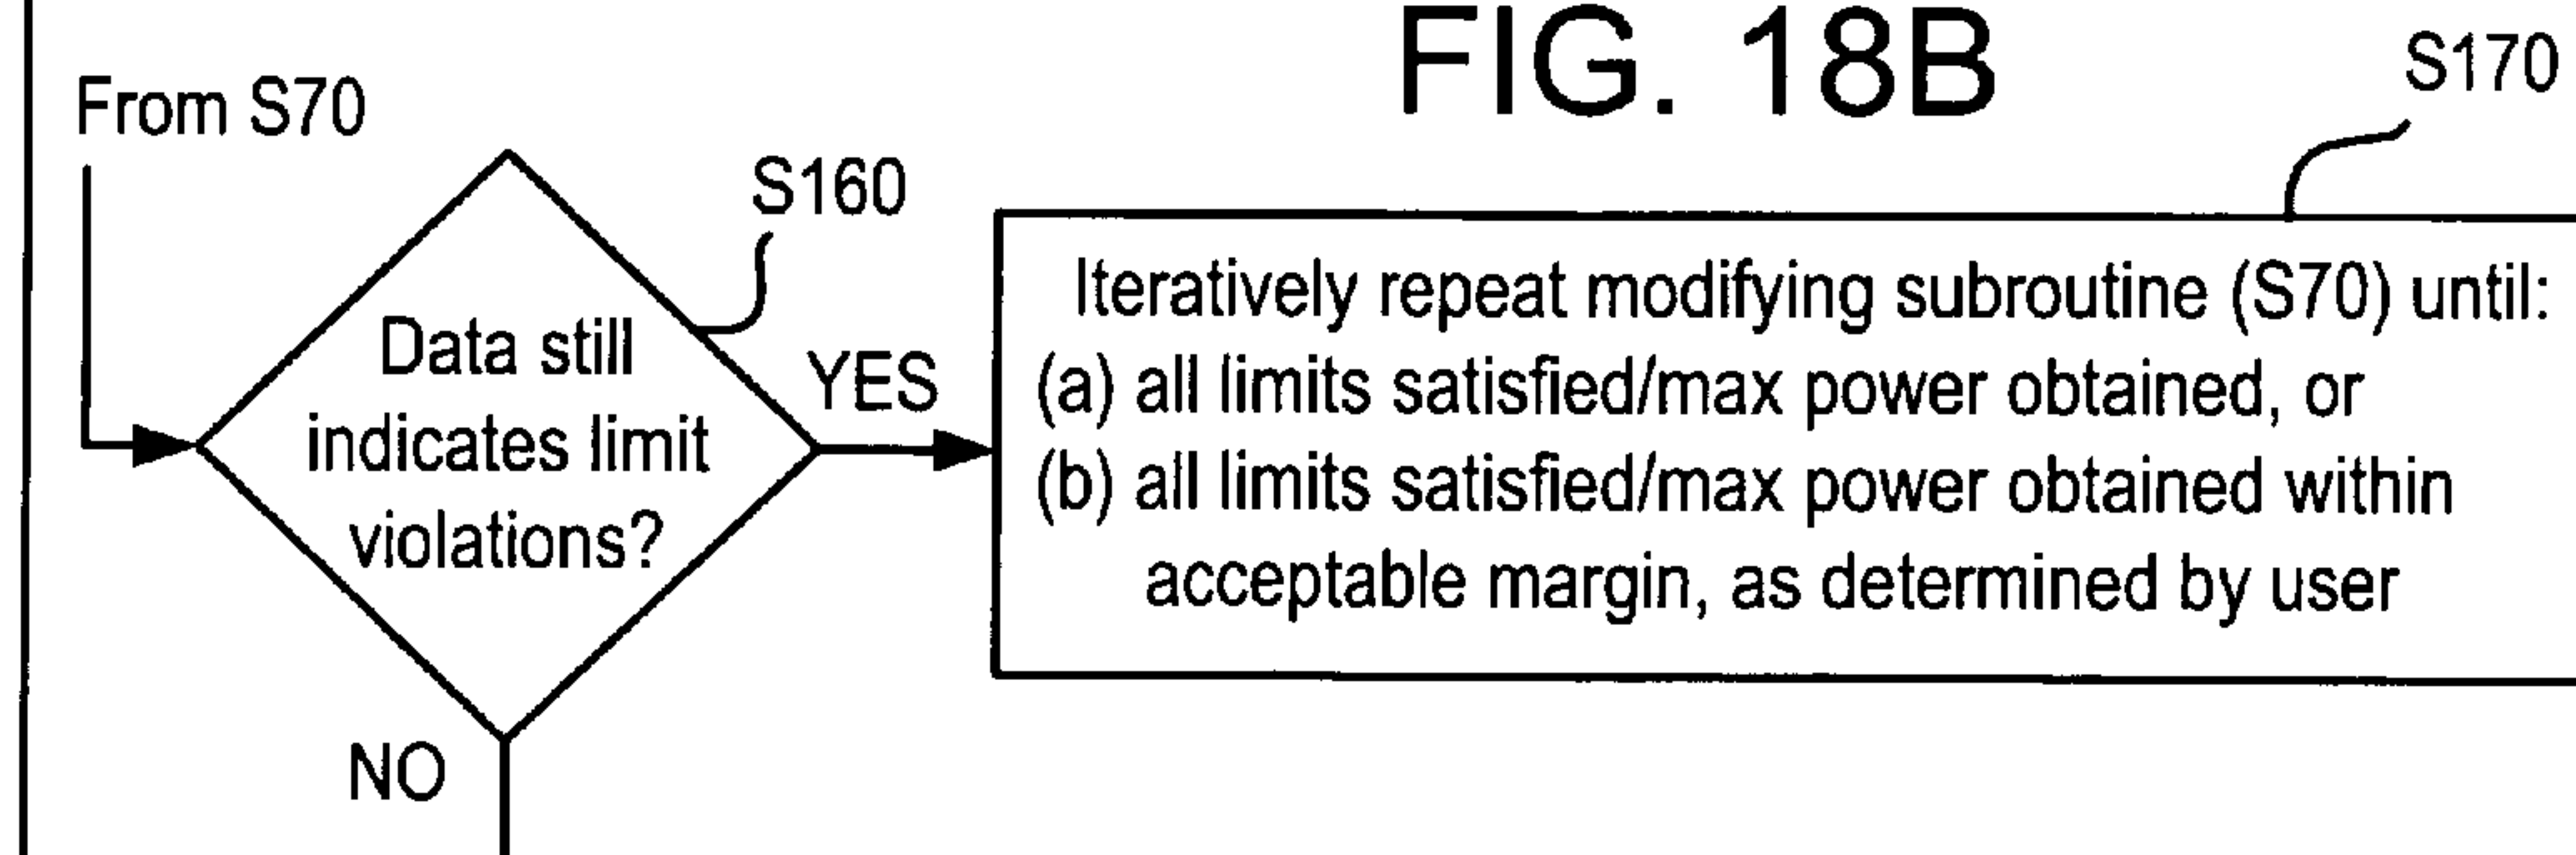 FIG. 18B
From S70
S160
S170
Data still
indicates limit
violations?
YES
NO
Iteratively repeat modifying subroutine (S70) until:
(a) all limits satisfied/max power obtained, or
(b) all limits satisfied/max power obtained within
acceptable margin, as determined by user